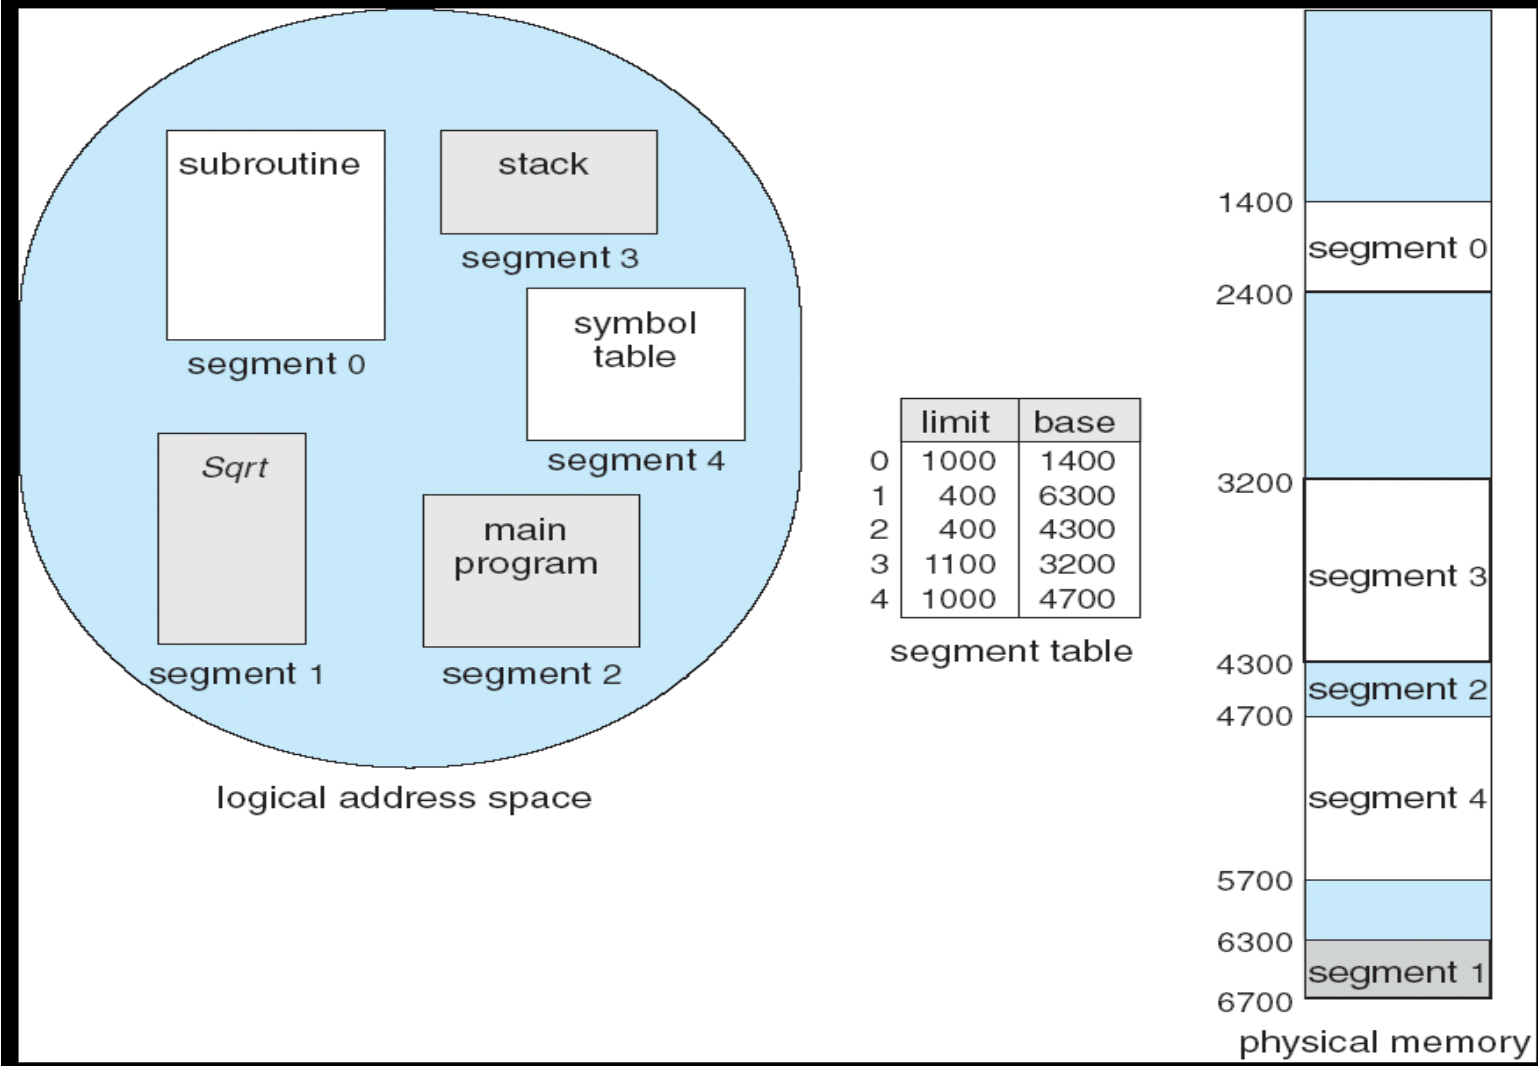 subroutine
segment 0
stack
segment 3
symbol
table
segment 4
Sqrt
segment 1
main
program
segment 2
logical address space
limit base
0 1000 1400
1 400 6300
2 400 4300
3 1100 3200
4 1000 4700
segment table
1400
segment 0
2400
3200
segment 3
4300
segment 2
4700
segment 4
5700
6300
segment 1
6700
physical memory